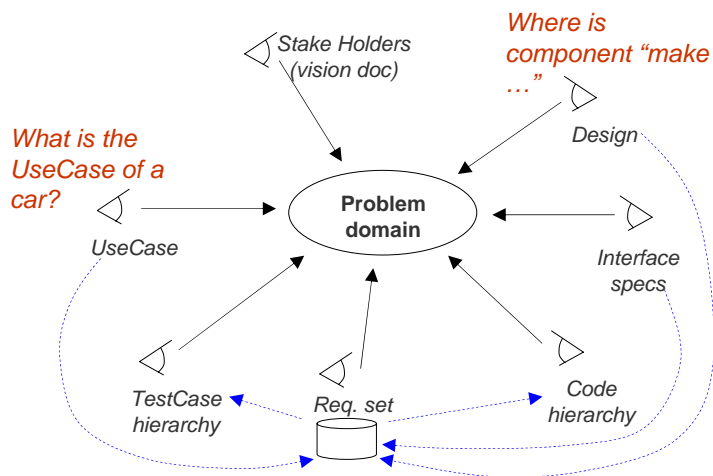 Stake Holders
(vision doc)
Where is
component “make
…”
Design
What is the
UseCase of a
car?
UseCase
Problem
domain
Interface
specs
TestCase
hierarchy
Req. set
Code
hierarchy